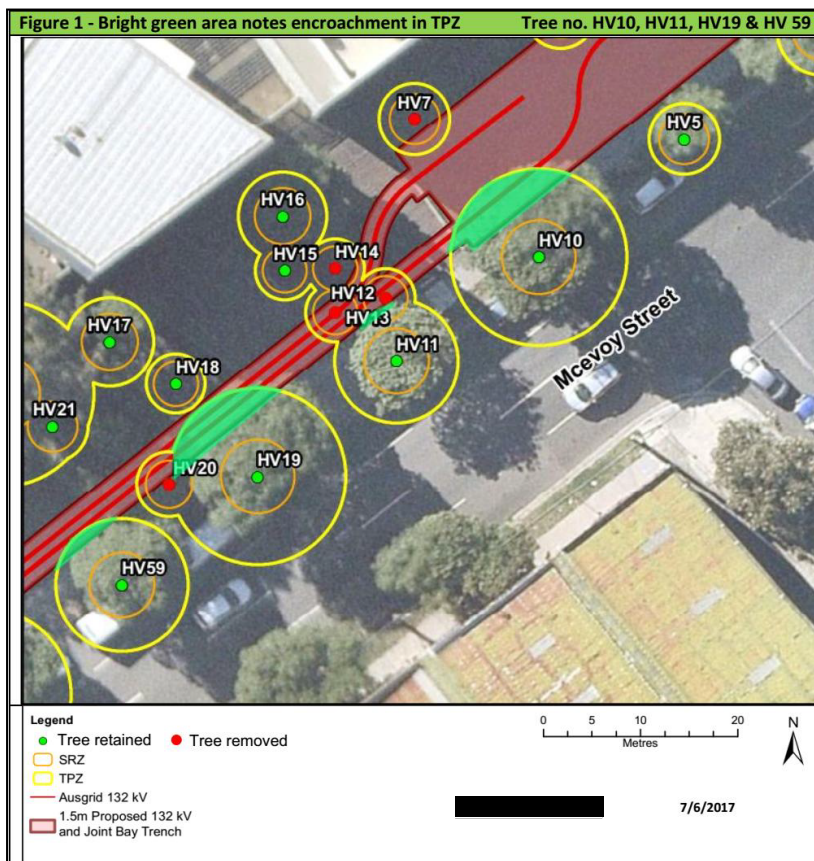 Figure 1 - Bright green area notes encroachment in TPZ Tree no. HV10, HV11, HV19 & HV 59
HV7
HV5
HV16
HV15
HV14
HV10
HV12
HV13
HV17
HV11
HV18
Mcevoy Street
HV21
HV19
HV20
HV59
Legend
Tree retained Tree removed
SRZ
TPZ
Ausgrid 132 kV
1.5m Proposed 132 kV
and Joint Bay Trench
0 5 10 20
Metres
N
7/6/2017